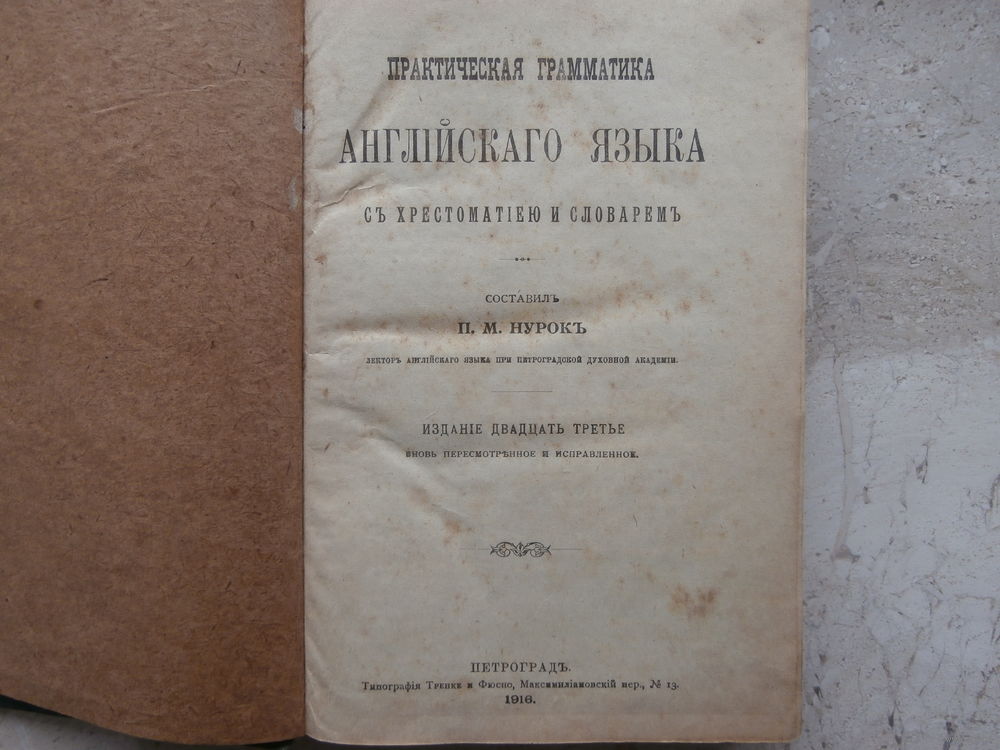 ПРАКТИЧЕСКАЯ ГРАММАТИКА
АНГЛІЙСКАГО ЯЗЫКА
СЪ ХРЕСТОМАТІЕЮ И СЛОВАРЕМЪ
СОСТАВИЛЪ
П. М. НУРОКЪ
ЛЕКТОРЪ АНГЛІЙСКАГО ЯЗЫКА ПРИ ПЕТРОГРАДСКОЙ ДУХОВНОЙ АКАДЕМІИ.
ИЗДАНІЕ ДВАДЦАТЬ ТРЕТЬЕ
ВНОВЬ ПЕРЕСМОТРѢННОЕ И ИСПРАВЛЕННОЕ.
ПЕТРОГРАДЪ.
Типографія Тренке и Фюсно, Максимиліановскій пер., № 13.
1916.